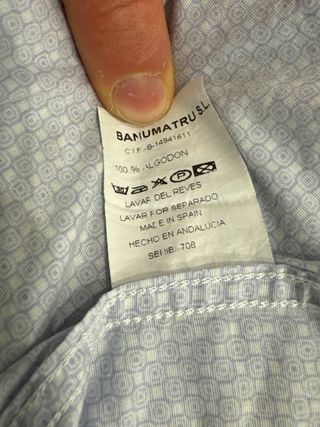 BANUMATRU S.L.
C.I.F.-B-14941611
100 % ALGODON
P
LAVAR DEL REVES
LAVAR POR SEPARADO
MADE IN SPAIN
HECHO EN ANDALUCIA
SERIE: 708